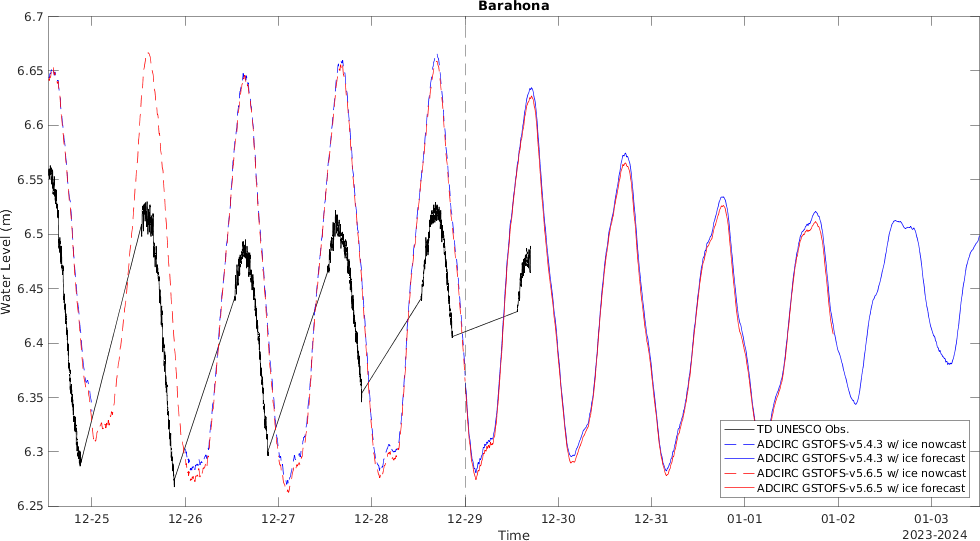 Barahona
6.7
6.65
6.6
6.55
6.5
6.45
6.4
6.35
6.3
6.25
Water Level (m)
TD UNESCO Obs.
ADCIRC GSTOFS-v5.4.3 w/ ice nowcast
ADCIRC GSTOFS-v5.4.3 w/ ice forecast
ADCIRC GSTOFS-v5.6.5 w/ ice nowcast
ADCIRC GSTOFS-v5.6.5 w/ ice forecast
12-25 12-26 12-27 12-28 12-29 12-30 12-31 01-01 01-02 01-03
Time
2023-2024